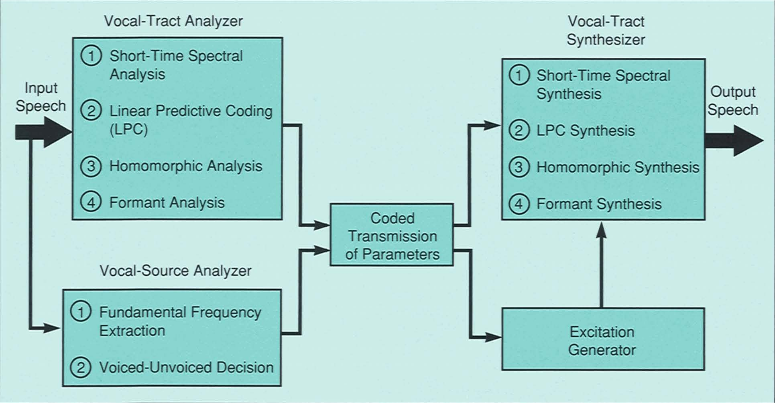 Vocal-Tract Analyzer
1 Short-Time Spectral
Analysis
2 Linear Predictive Coding
(LPC)
3 Homomorphic Analysis
4 Formant Analysis
Input
Speech
Vocal-Source Analyzer
1 Fundamental Frequency
Extraction
2 Voiced-Unvoiced Decision
Coded
Transmission
of Parameters
Vocal-Tract
Synthesizer
1 Short-Time Spectral
Synthesis
2 LPC Synthesis
3 Homomorphic Synthesis
4 Formant Synthesis
Excitation
Generator
Output
Speech